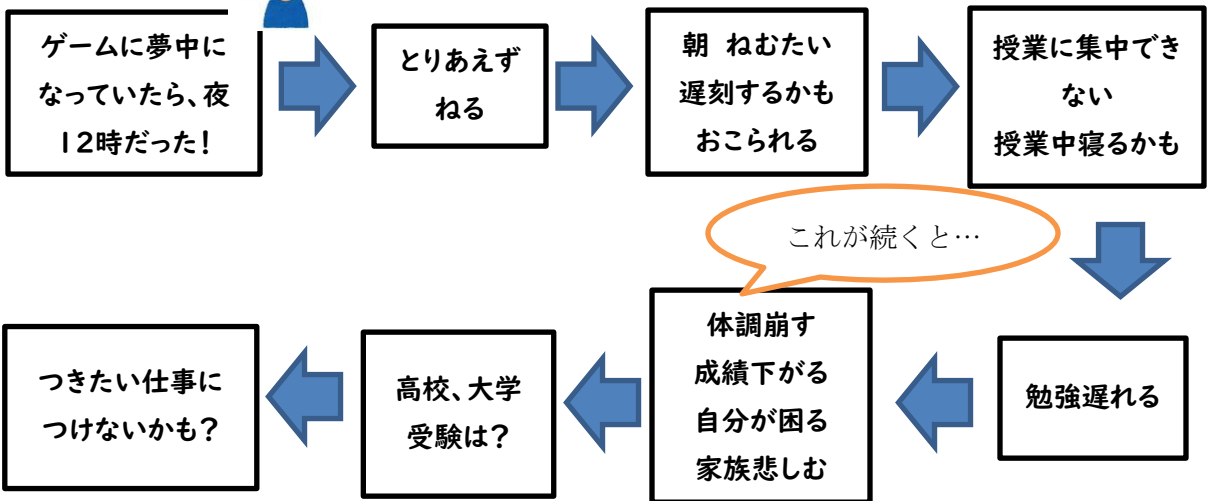 ゲームに夢中に
なっていたら、夜
12時だった!
とりあえず
ねる
朝 ねむたい
遅刻するかも
おこられる
授業に集中でき
ない
授業中寝るかも
勉強遅れる
これが続くと…
体調崩す
成績下がる
自分が困る
家族悲しむ
高校、大学
受験は?
つきたい仕事に
つけないかも?